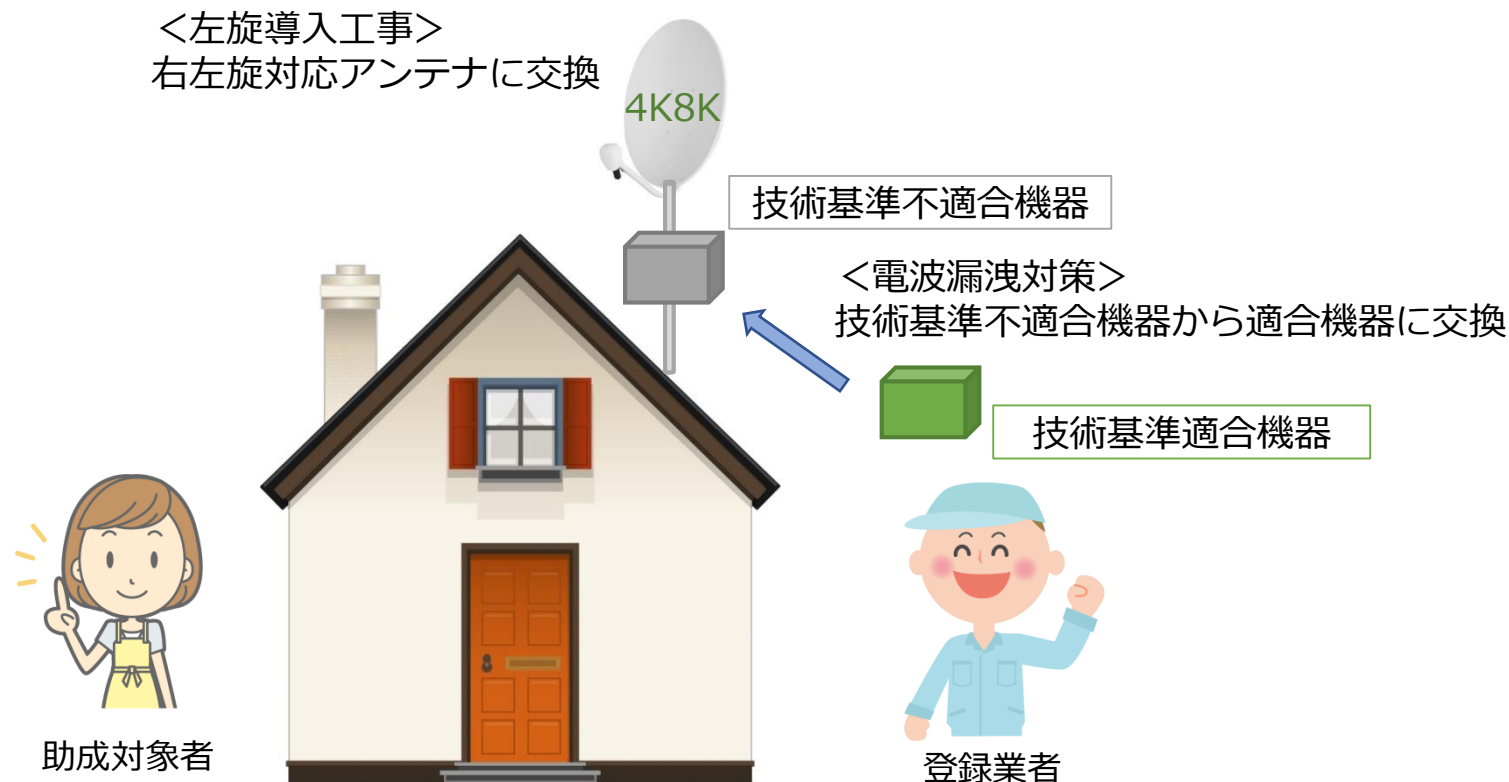 ＜左旋導入工事＞
右左旋対応アンテナに交換
4K8K
技術基準不適合機器
＜電波漏洩対策＞
技術基準不適合機器から適合機器に交換
技術基準適合機器
助成対象者
登録業者